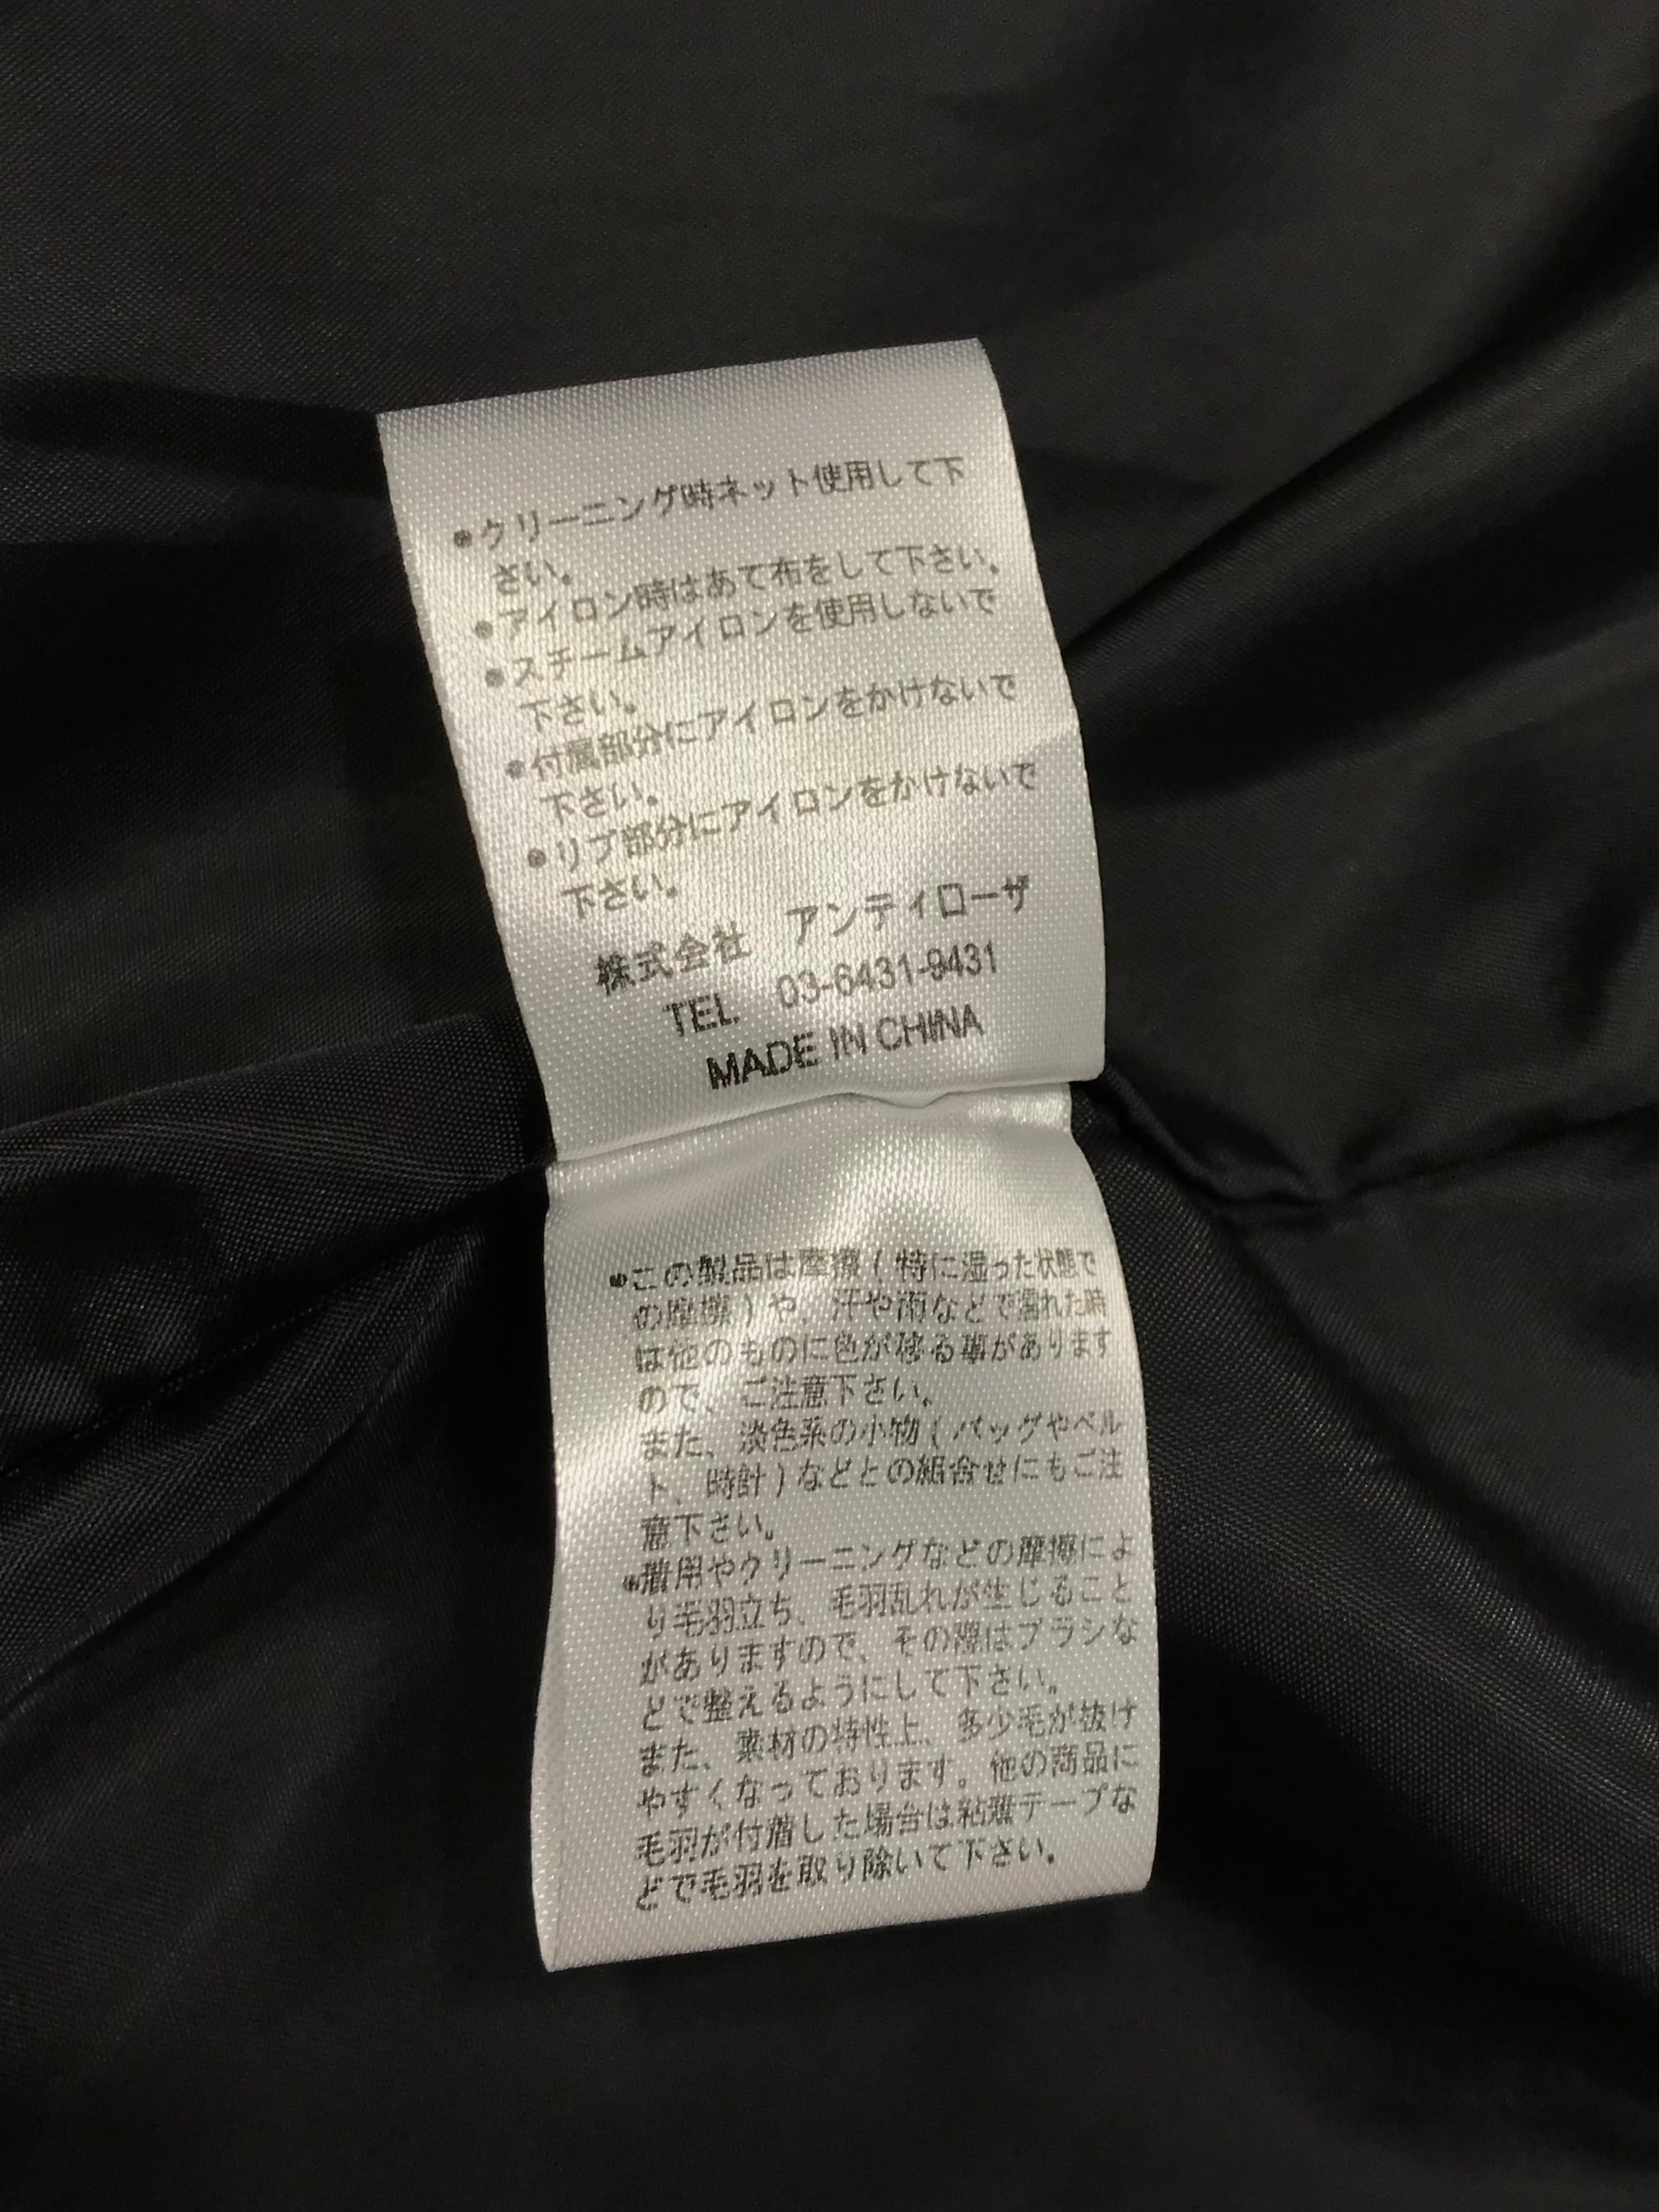 ●クリーニング時ネット使用して下
さい。
●アイロン時はあて布をして下さい。
●スチームアイロンを使用しないで
下さい。
●付属部分にアイロンをかけないで
下さい。
●リブ部分にアイロンをかけないで
下さい。
株式会社 アンティローザ
TEL 03-6431-9431
MADE IN CHINA
●この製品は摩擦(特に湿った状態で
の摩擦)や、汗や雨などで濡れた時
は他のものに色が移る事があります
ので、ご注意下さい。
また、淡色系の小物(バッグやベル
ト、時計)などとの組合せにもご注
意下さい。
●着用やクリーニングなどの摩擦によ
り毛羽立ち、毛羽乱れが生じること
がありますので、その際はブラシな
どで整えるようにして下さい。
また、素材の特性上、多少毛が抜け
やすくなっております。他の商品に
毛羽が付着した場合は粘着テープな
どで毛羽を取り除いて下さい。